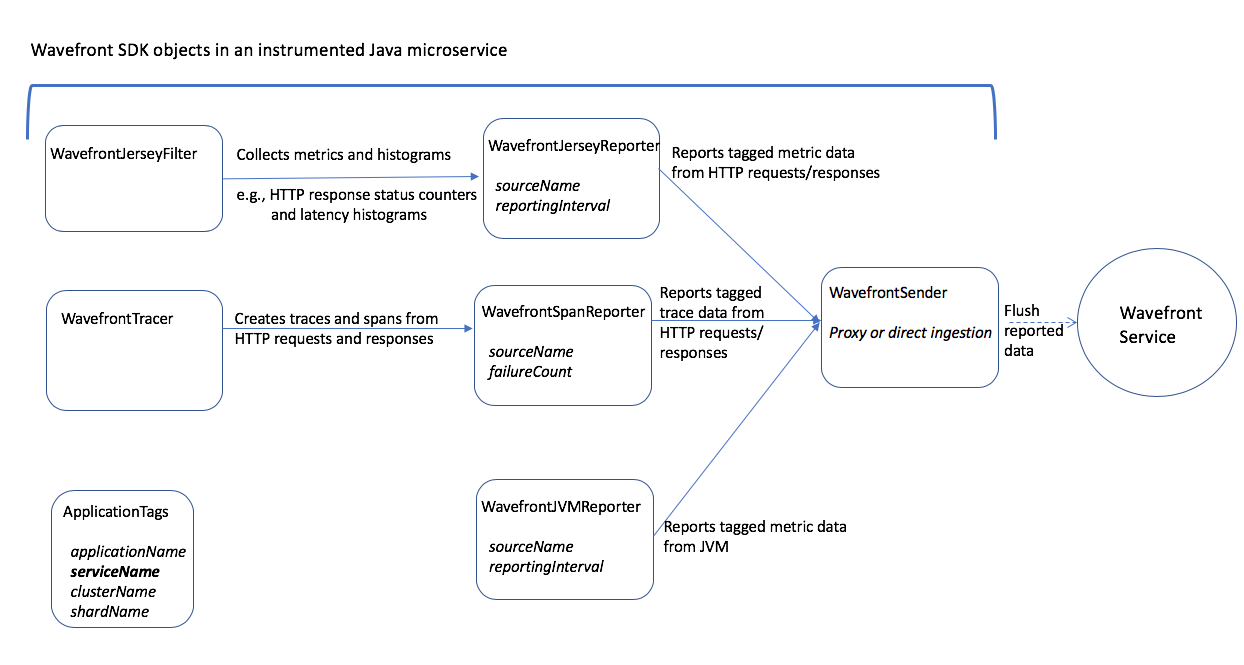 Wavefront SDK objects in an instrumented Java microservice
WavefrontJerseyFilter
Collects metrics and histograms
e.g., HTTP response status counters
and latency histograms
WavefrontJerseyReporter
sourceName
reportingInterval
Reports tagged metric data
from HTTP requests/responses
WavefrontTracer
Creates traces and spans from
HTTP requests and responses
WavefrontSpanReporter
sourceName
failureCount
Reports tagged
trace data from
HTTP requests/
responses
WavefrontSender
Proxy or direct ingestion
Flush
reported
data
Wavefront
Service
ApplicationTags
applicationName
serviceName
clusterName
shardName
WavefrontJVMReporter
sourceName
reportingInterval
Reports tagged metric data
from JVM